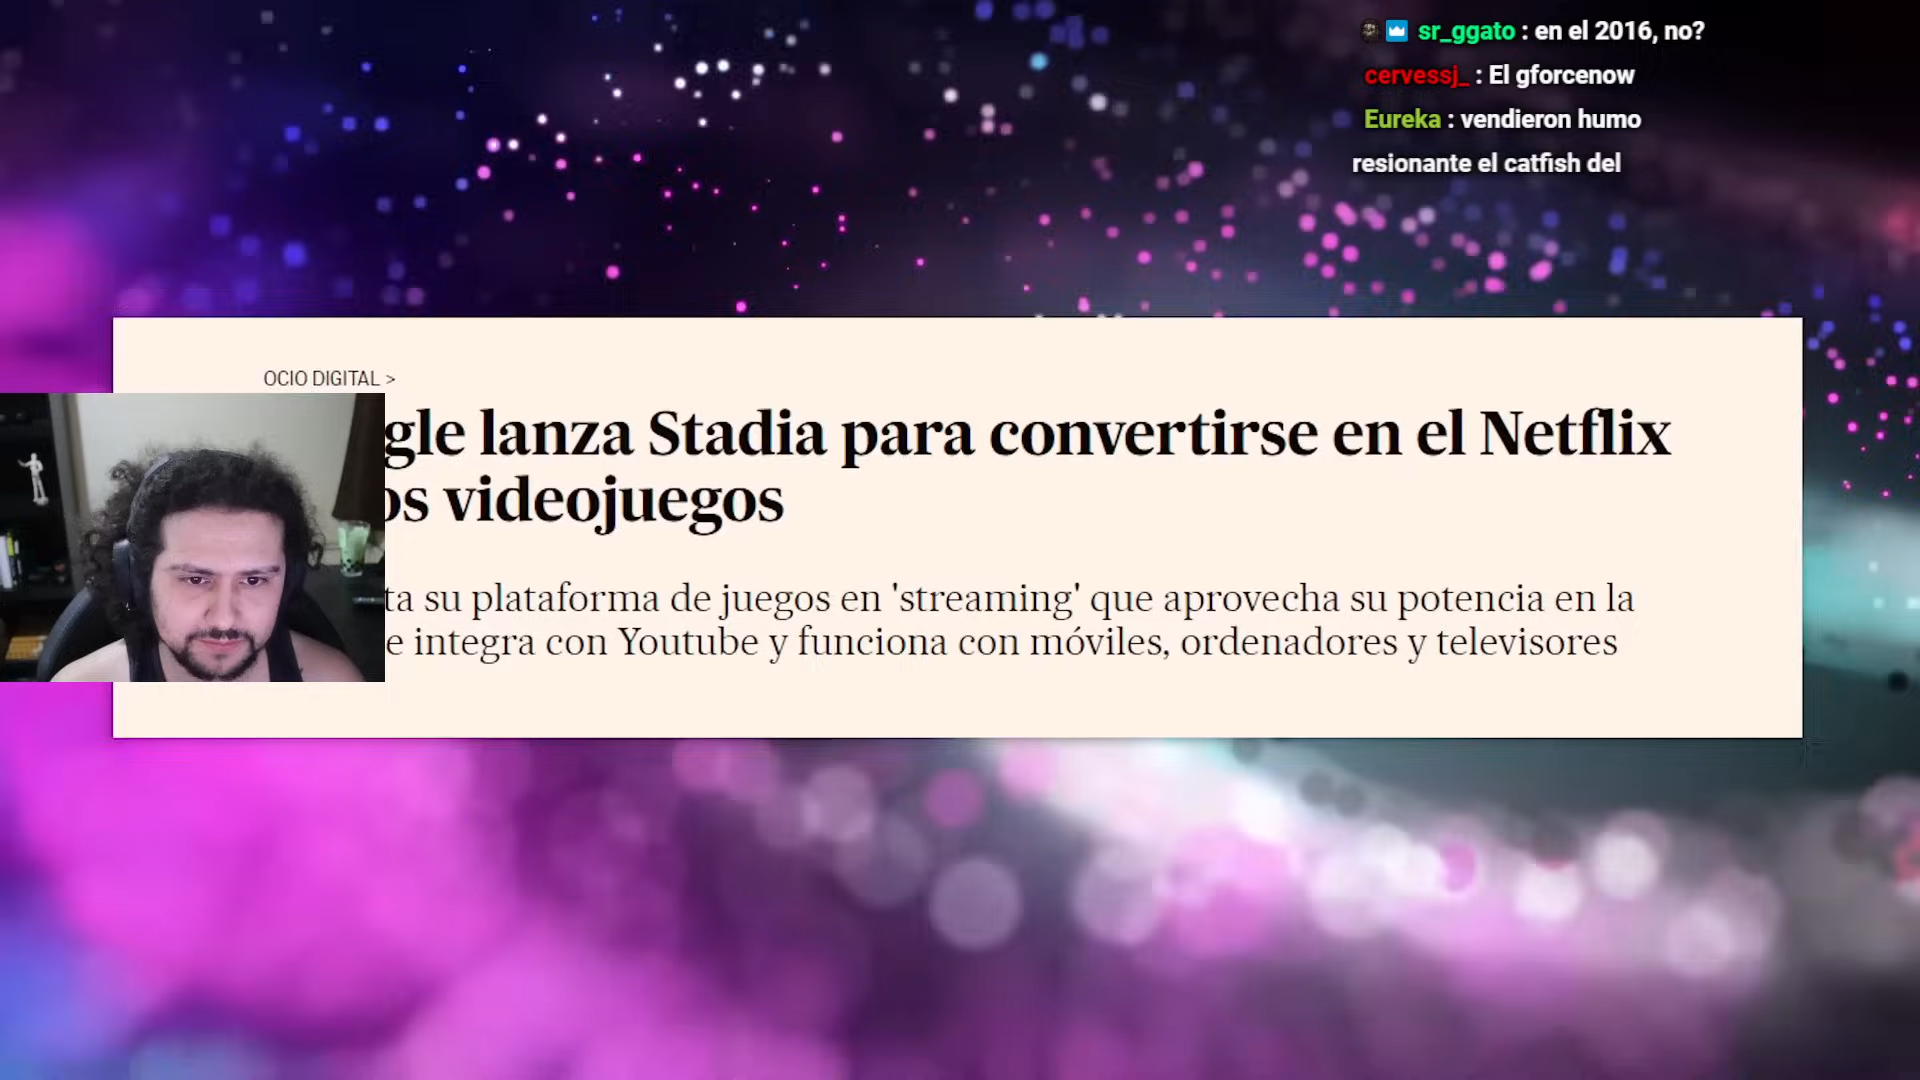 sr_ggato : en el 2016, no?
cervessj_ : El gforcenow
Eureka : vendieron humo
resionante el catfish del
OCIO DIGITAL >
gle lanza Stadia para convertirse en el Netflix
os videojuegos
ta su plataforma de juegos en 'streaming' que aprovecha su potencia en la
e integra con Youtube y funciona con móviles, ordenadores y televisores